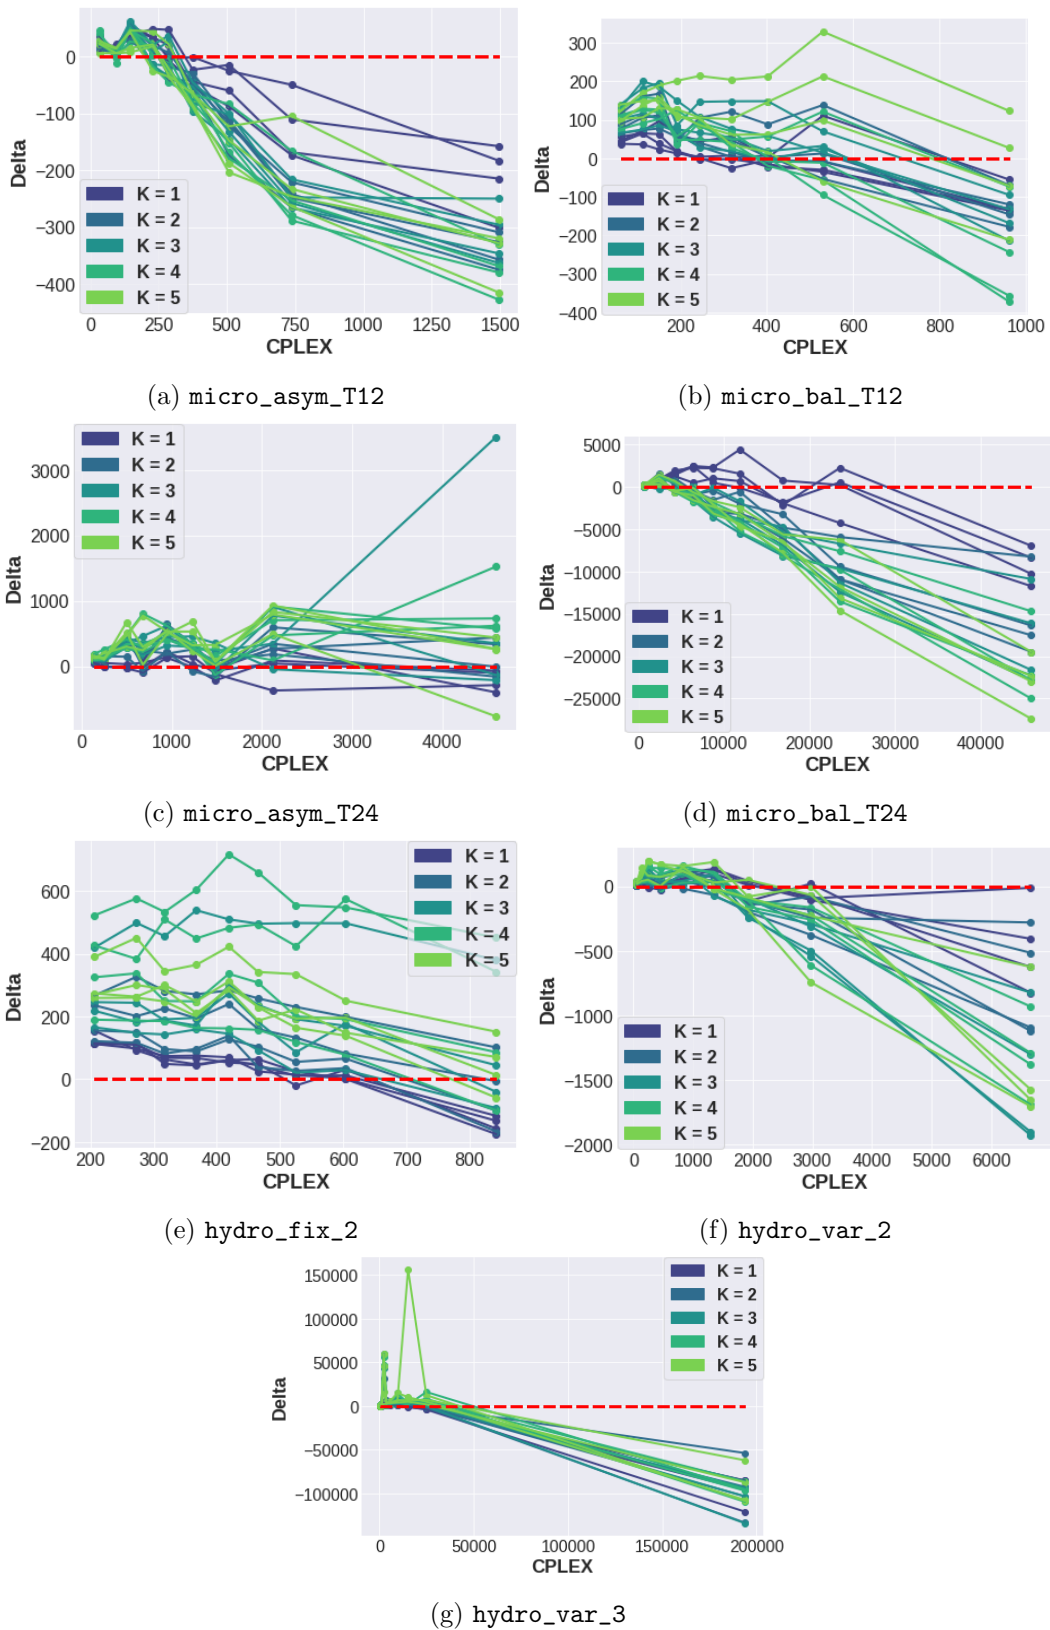 0
−100
−200
−300
−400
Delta
K = 1
K = 2
K = 3
K = 4
K = 5
0 250 500 750 1000 1250 1500
CPLEX
(a) micro_asym_T12
300
200
100
0
−100
−200
−300
−400
Delta
K = 1
K = 2
K = 3
K = 4
K = 5
200 400 600 800 1000
CPLEX
(b) micro_bal_T12
3000
2000
1000
0
Delta
K = 1
K = 2
K = 3
K = 4
K = 5
0 1000 2000 3000 4000
CPLEX
(c) micro_asym_T24
5000
0
−5000
−10000
−15000
−20000
−25000
Delta
K = 1
K = 2
K = 3
K = 4
K = 5
0 10000 20000 30000 40000
CPLEX
(d) micro_bal_T24
600
400
200
0
−200
Delta
K = 1
K = 2
K = 3
K = 4
K = 5
200 300 400 500 600 700 800
CPLEX
(e) hydro_fix_2
0
−500
−1000
−1500
−2000
Delta
K = 1
K = 2
K = 3
K = 4
K = 5
0 1000 2000 3000 4000 5000 6000
CPLEX
(f) hydro_var_2
150000
100000
50000
0
−50000
−100000
Delta
K = 1
K = 2
K = 3
K = 4
K = 5
0 50000 100000 150000 200000
CPLEX
(g) hydro_var_3